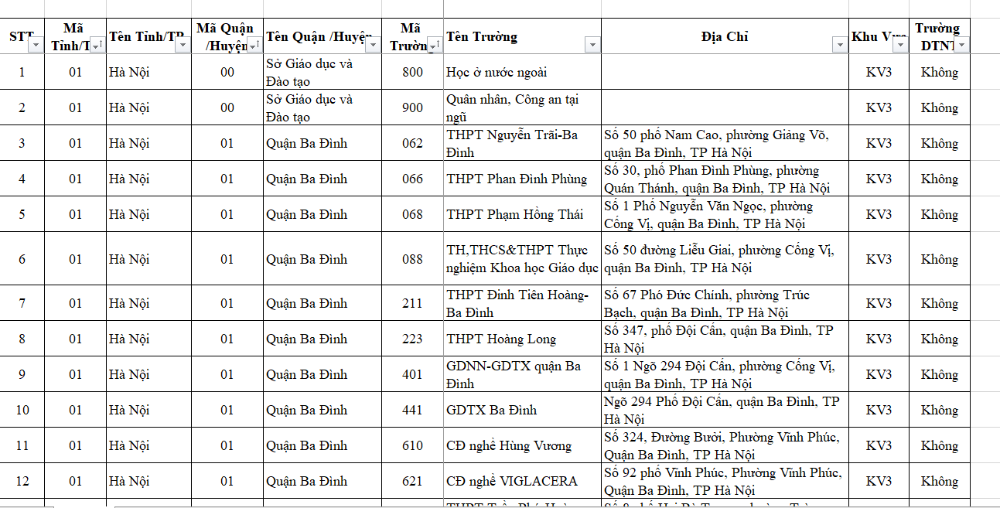 STT Mã Tỉnh/T Tên Tỉnh/TP Mã Quận /Huyện Tên Quận /Huyện Mã Trường Tên Trường Địa Chỉ Khu Vực Trường DTNT
1 01 Hà Nội 00 Sở Giáo dục và Đào tạo 800 Học ở nước ngoài KV3 Không
2 01 Hà Nội 00 Sở Giáo dục và Đào tạo 900 Quân nhân, Công an tại ngũ KV3 Không
3 01 Hà Nội 01 Quận Ba Đình 062 THPT Nguyễn Trãi-Ba Đình Số 50 phố Nam Cao, phường Giảng Võ, quận Ba Đình, TP Hà Nội KV3 Không
4 01 Hà Nội 01 Quận Ba Đình 066 THPT Phan Đình Phùng Số 30, phố Phan Đình Phùng, phường Quán Thánh, quận Ba Đình, TP Hà Nội KV3 Không
5 01 Hà Nội 01 Quận Ba Đình 068 THPT Phạm Hồng Thái Số 1 Phố Nguyễn Văn Ngọc, phường Cống Vị, quận Ba Đình, TP Hà Nội KV3 Không
6 01 Hà Nội 01 Quận Ba Đình 088 TH,THCS&THPT Thực nghiệm Khoa học Giáo dục Số 50 đường Liễu Giai, phường Cống Vị, quận Ba Đình, TP Hà Nội KV3 Không
7 01 Hà Nội 01 Quận Ba Đình 211 THPT Đinh Tiên Hoàng-Ba Đình Số 67 Phó Đức Chính, phường Trúc Bạch, quận Ba Đình, TP Hà Nội KV3 Không
8 01 Hà Nội 01 Quận Ba Đình 223 THPT Hoàng Long Số 347, phố Đội Cấn, quận Ba Đình, TP Hà Nội KV3 Không
9 01 Hà Nội 01 Quận Ba Đình 401 GDNN-GDTX quận Ba Đình Số 1 Ngõ 294 Đội Cấn, phường Cống Vị, quận Ba Đình, TP Hà Nội KV3 Không
10 01 Hà Nội 01 Quận Ba Đình 441 GDTX Ba Đình Ngõ 294 Phố Đội Cấn, quận Ba Đình, TP Hà Nội KV3 Không
11 01 Hà Nội 01 Quận Ba Đình 610 CĐ nghề Hùng Vương Số 324, Đường Bưởi, Phường Vĩnh Phúc, Quận Ba Đình, TP Hà Nội KV3 Không
12 01 Hà Nội 01 Quận Ba Đình 621 CĐ nghề VIGLACERA Số 92 phố Vĩnh Phúc, Phường Vĩnh Phúc, Quận Ba Đình, TP Hà Nội KV3 Không